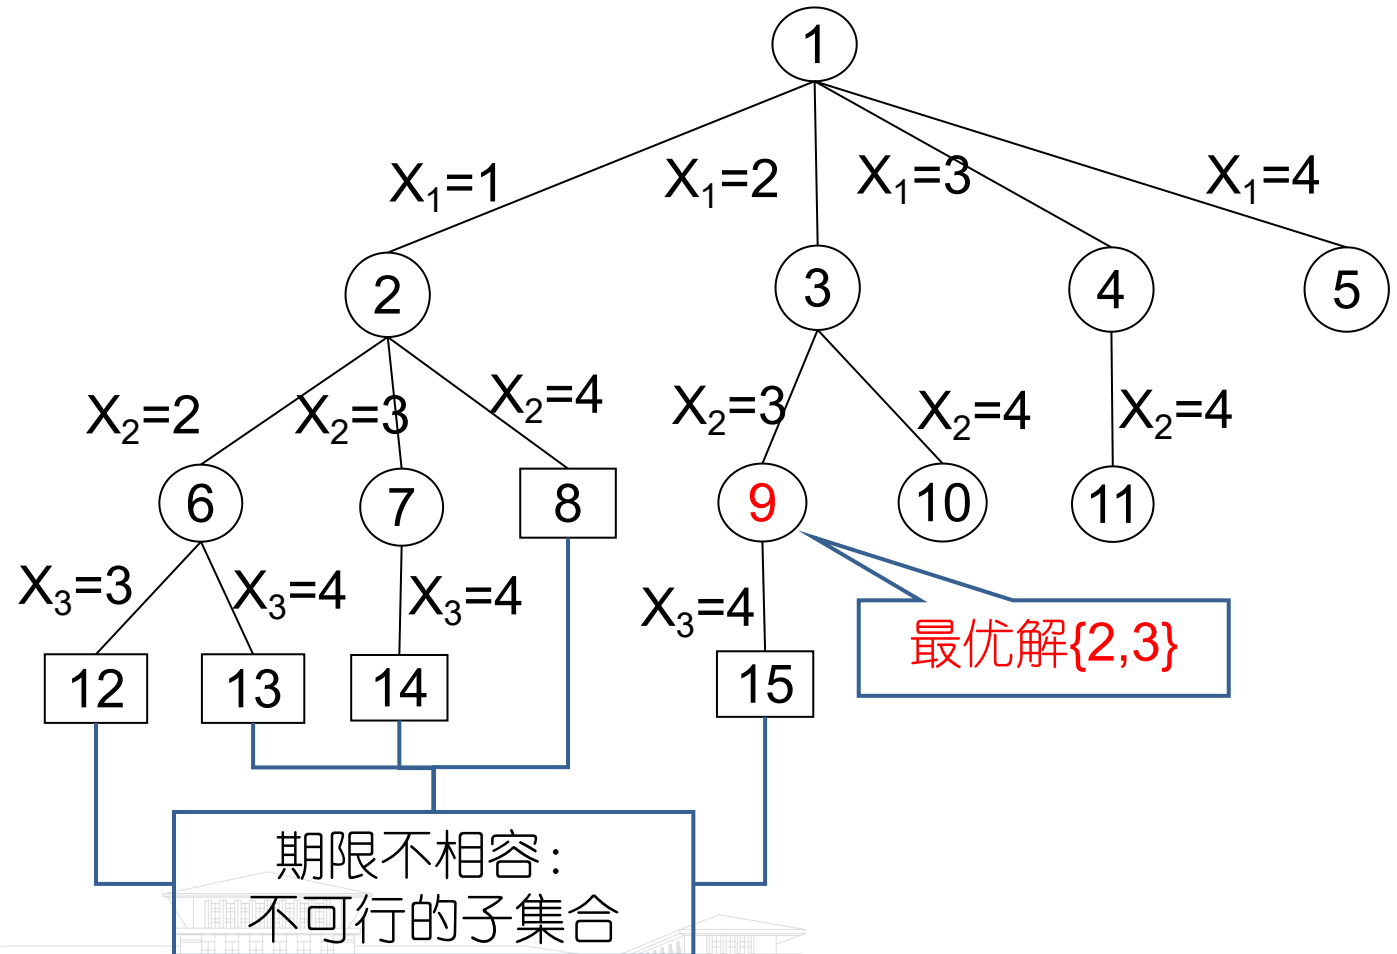 1
X₁=1
X₁=2
X₁=3
X₁=4
2
3
4
5
X₂=2
X₂=3
X₂=4
X₂=3
X₂=4
X₂=4
6
7
8
9
10
11
X₃=3
X₃=4
X₃=4
X₃=4
最优解{2,3}
12
13
14
15
期限不相容:
不可行的子集合